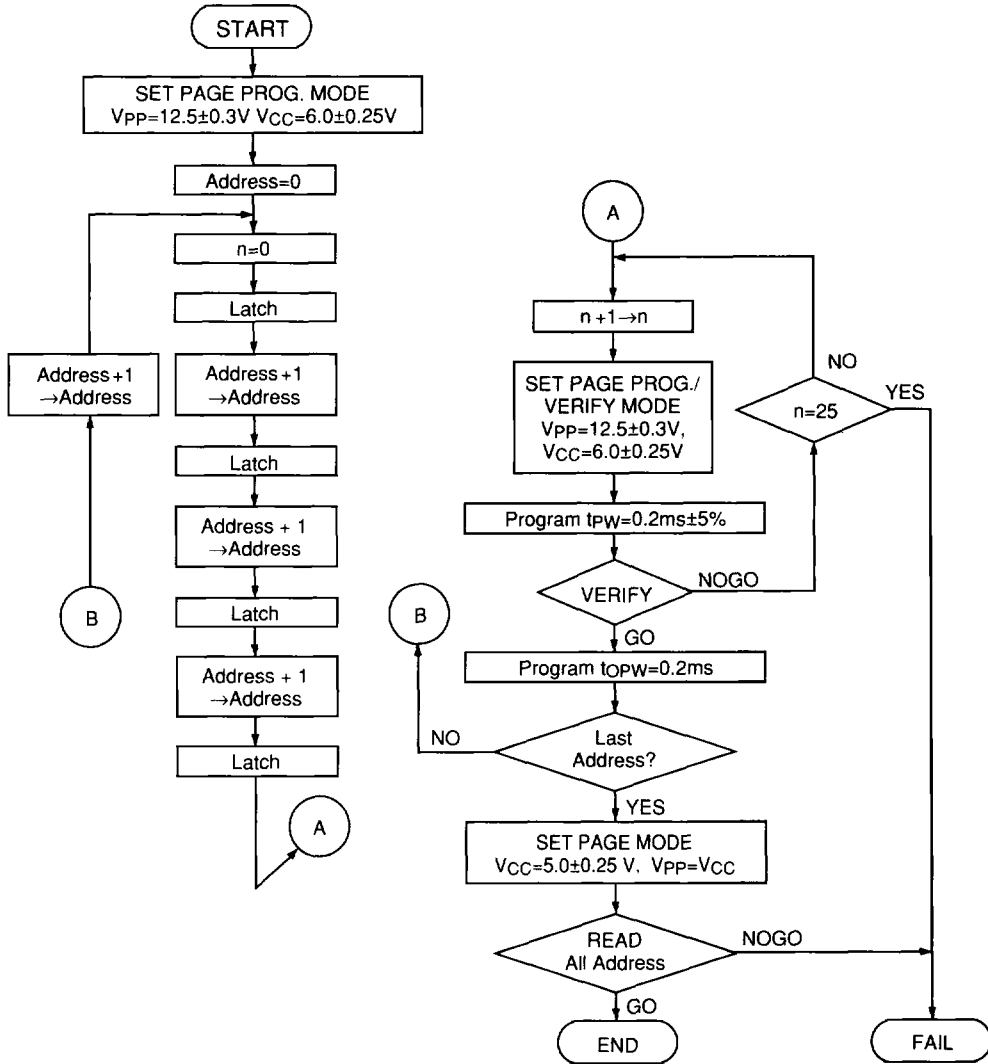 START
SET PAGE PROG. MODE
VPP=12.5±0.3V VCC=6.0±0.25V
Address=0
n=0
Latch
Address+1
→Address
Latch
Address + 1
→Address
Latch
Address + 1
→Address
Latch
A
Address+1
→Address
B
A
n+1→n
SET PAGE PROG./
VERIFY MODE
VPP=12.5±0.3V,
VCC=6.0±0.25V
Program tPW=0.2ms±5%
VERIFY
NOGO
n=25
NO
YES
GO
Program tOPW=0.2ms
Last
Address?
NO
B
YES
SET PAGE MODE
VCC=5.0±0.25 V, VPP=VCC
READ
All Address
NOGO
GO
END
FAIL